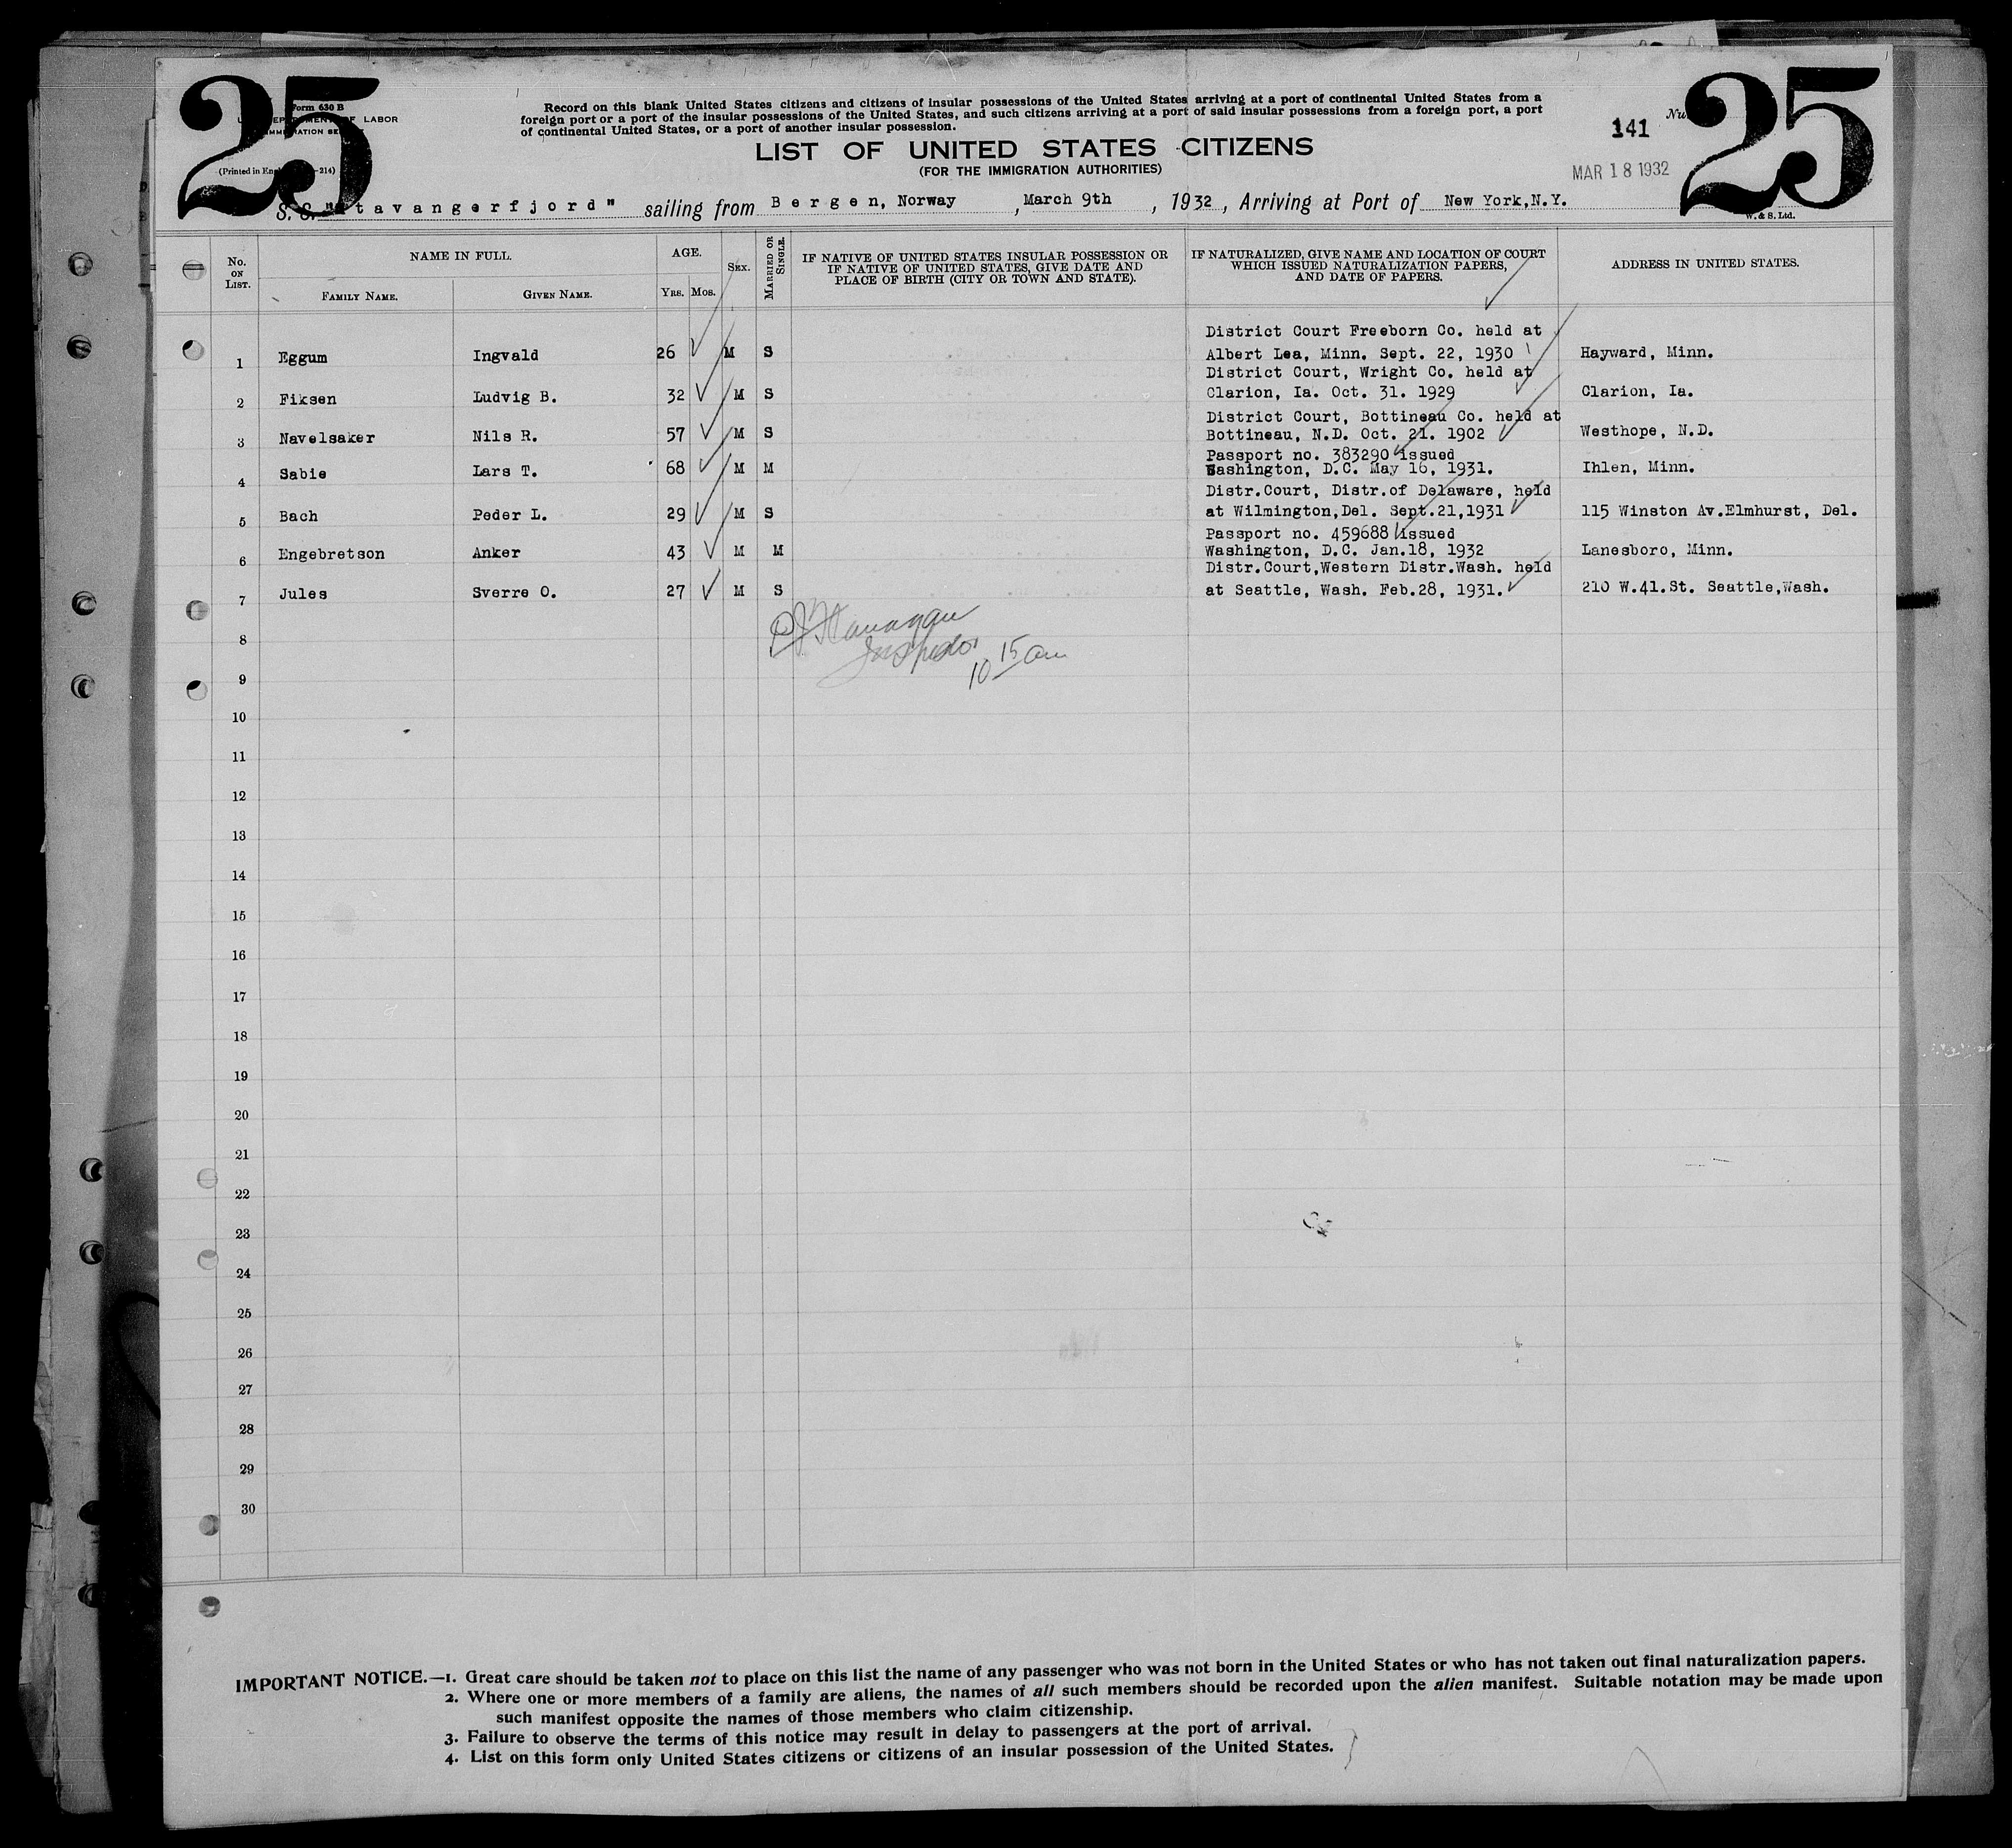 25
25
Form 630 B
OF LABOR
(Printed in
-214)
Record on this blank United States citizens and citizens of insular possessions of the United States arriving at a port of continental United States from a
foreign port or a port of the insular possessions of the United States, and such citizens arriving at a port of said insular possessions from a foreign port, a port
of continental United States, or a port of another insular possession.
141
LIST OF UNITED STATES CITIZENS
(FOR THE IMMIGRATION AUTHORITIES)
MAR 18 1932
S. S. "Stavangerfjord" sailing from Bergen, Norway, March 9th, 1932, Arriving at Port of New York, N.Y.
W. & S. Ltd.
No. ON LIST. NAME IN FULL. AGE. SEX. MARRIED OR SINGLE. IF NATIVE OF UNITED STATES INSULAR POSSESSION OR IF NATIVE OF UNITED STATES, GIVE DATE AND PLACE OF BIRTH (CITY OR TOWN AND STATE). IF NATURALIZED, GIVE NAME AND LOCATION OF COURT WHICH ISSUED NATURALIZATION PAPERS, AND DATE OF PAPERS. ADDRESS IN UNITED STATES.
FAMILY NAME. GIVEN NAME. YRS. MOS.
District Court Freeborn Co. held at
1 Eggum Ingvald 26 M S Albert Lea, Minn. Sept. 22, 1930 Hayward, Minn.
District Court, Wright Co. held at
2 Fiksen Ludvig B. 32 M S Clarion, Ia. Oct. 31. 1929 Clarion, Ia.
District Court, Bottineau Co. held at
3 Navelsaker Nils R. 57 M S Bottineau, N.D. Oct. 21. 1902 Westhope, N.D.
Passport no. 383290 issued
4 Sabie Lars T. 68 M M Washington, D.C. May 16, 1931. Ihlen, Minn.
Distr.Court, Distr.of Delaware, held
5 Bach Peder L. 29 M S at Wilmington,Del. Sept.21,1931 115 Winston Av.Elmhurst, Del.
Passport no. 459688 issued
6 Engebretson Anker 43 M M Washington, D.C. Jan.18, 1932 Lanesboro, Minn.
Distr.Court,Western Distr.Wash. held
7 Jules Sverre O. 27 M S at Seattle, Wash. Feb.28, 1931. 210 W.41.St. Seattle,Wash.
8 Flanagan
Inspector
9 10 15 am
10
11
12
13
14
15
16
17
18
19
20
21
22
23
24
25
26
27
28
29
30
IMPORTANT NOTICE.—1. Great care should be taken not to place on this list the name of any passenger who was not born in the United States or who has not taken out final naturalization papers.
2. Where one or more members of a family are aliens, the names of all such members should be recorded upon the alien manifest. Suitable notation may be made upon
such manifest opposite the names of those members who claim citizenship.
3. Failure to observe the terms of this notice may result in delay to passengers at the port of arrival.
4. List on this form only United States citizens or citizens of an insular possession of the United States.